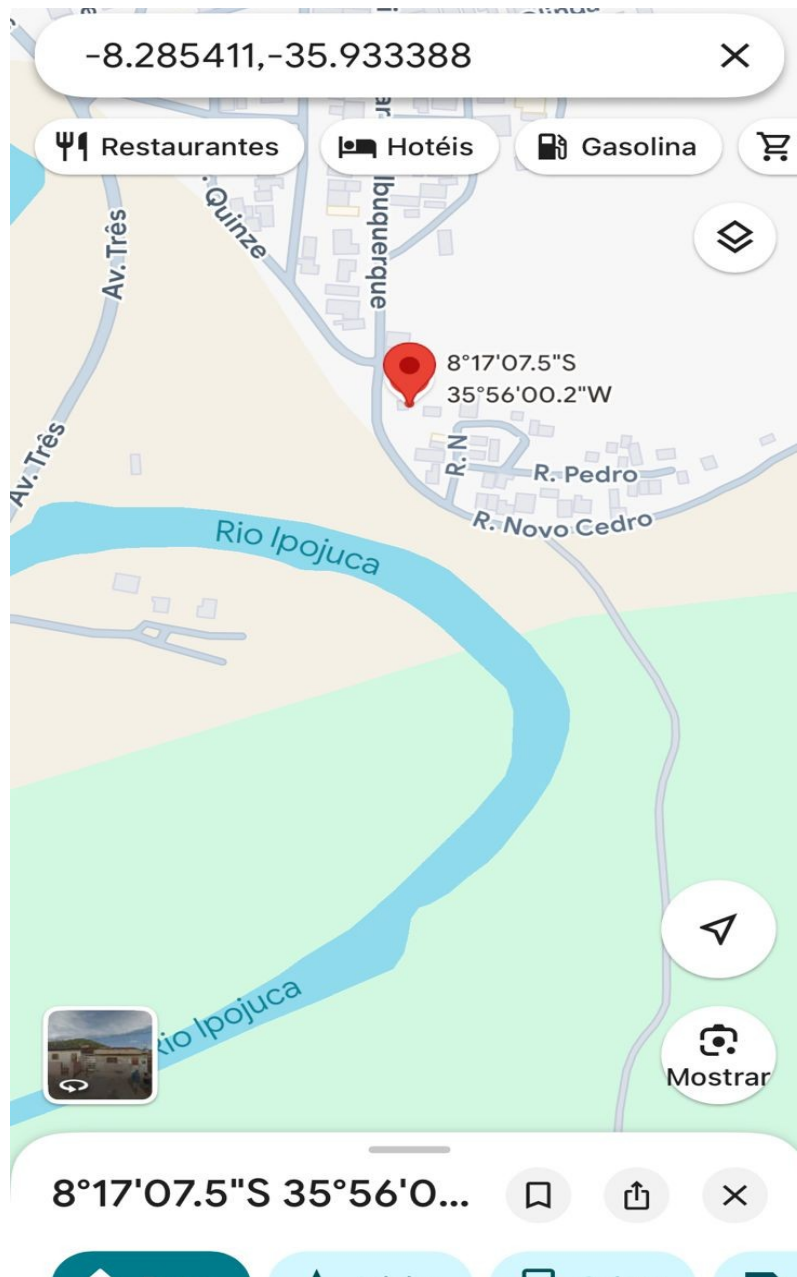 -8.285411,-35.933388
Restaurantes
Hotéis
Gasolina
Quinze
Av. Três
8°17'07.5"S
35°56'00.2"W
Av. Três
R. N
R. Pedro
R. Novo Cedro
Rio Ipojuca
Rio Ipojuca
Mostrar
8°17'07.5"S 35°56'0...